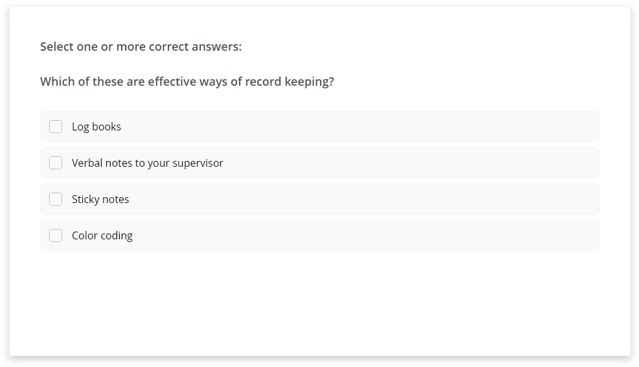 Select one or more correct answers:
Which of these are effective ways of record keeping?
Log books
Verbal notes to your supervisor
Sticky notes
Color coding